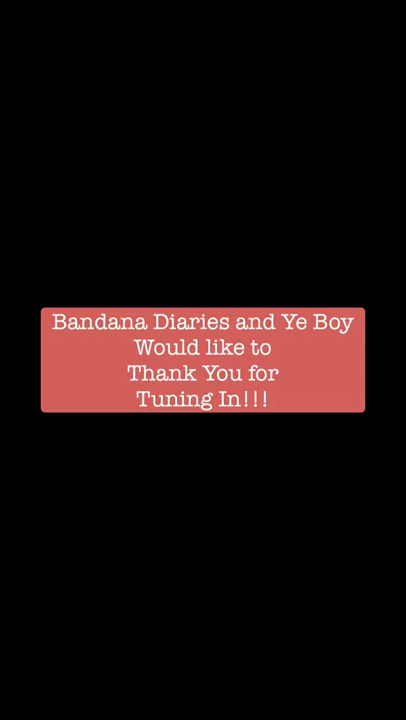 Bandana Diaries and Ye Boy
Would like to
Thank You for
Tuning In!!!